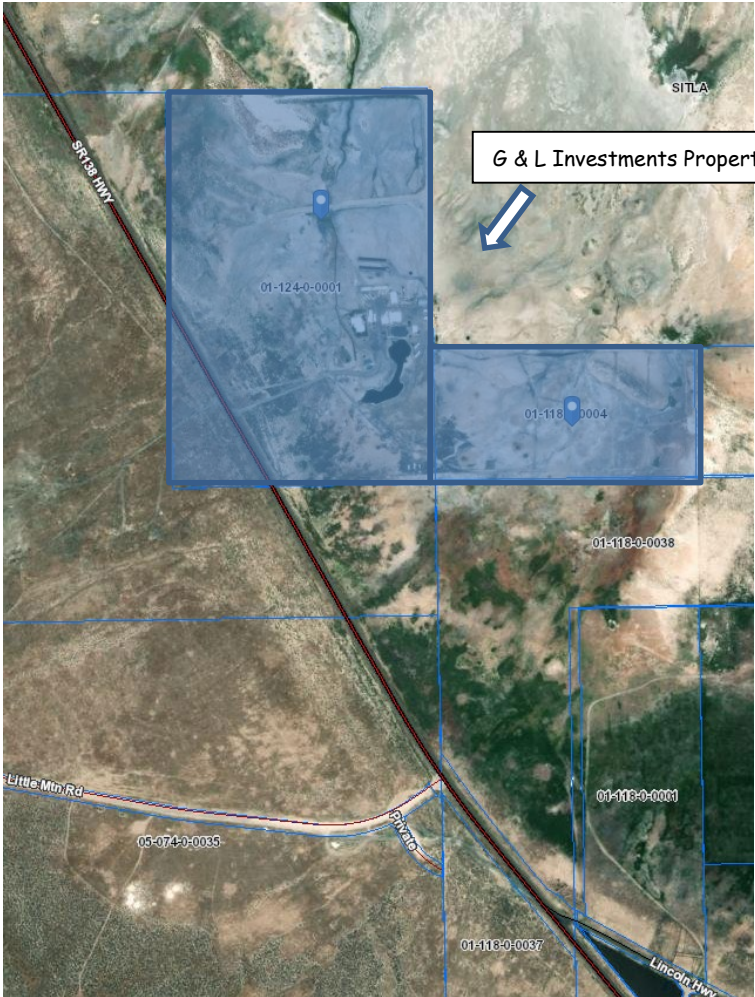 SITLA
SR138 HWY
G & L Investments Propert
01-124-0-0001
01-118-0-0004
01-118-0-0038
Little Mtn Rd
01-118-0-0001
Private
05-074-0-0035
01-118-0-0037
Lincoln Hwy